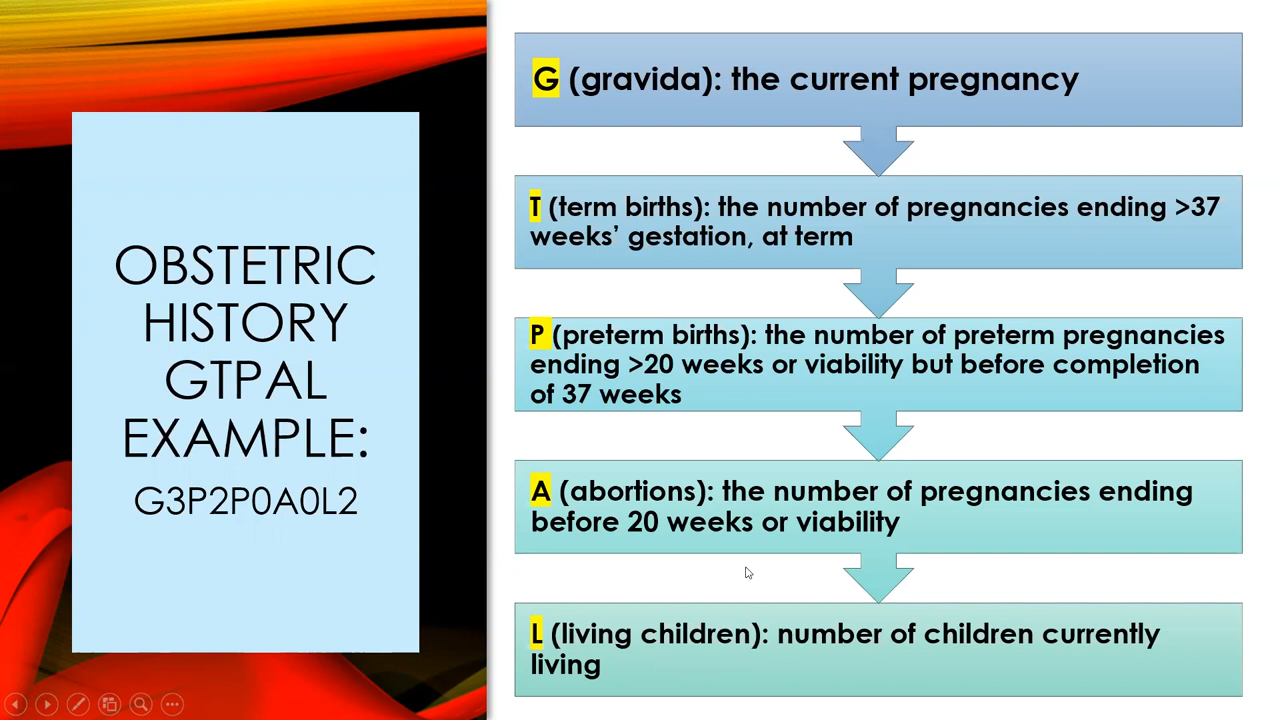 OBSTETRIC
HISTORY
GTPAL
EXAMPLE:
G3P2P0A0L2
G (gravida): the current pregnancy
T (term births): the number of pregnancies ending >37
weeks’ gestation, at term
P (preterm births): the number of preterm pregnancies
ending >20 weeks or viability but before completion
of 37 weeks
A (abortions): the number of pregnancies ending
before 20 weeks or viability
L (living children): number of children currently
living